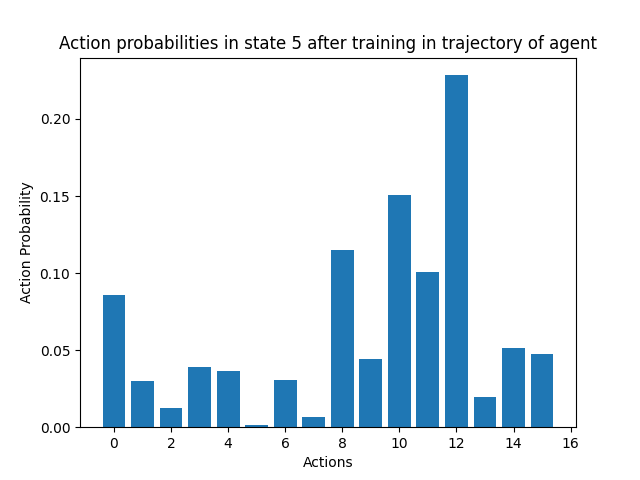 Action probabilities in state 5 after training in trajectory of agent
Action Probability
0.20
0.15
0.10
0.05
0.00
0 2 4 6 8 10 12 14 16
Actions